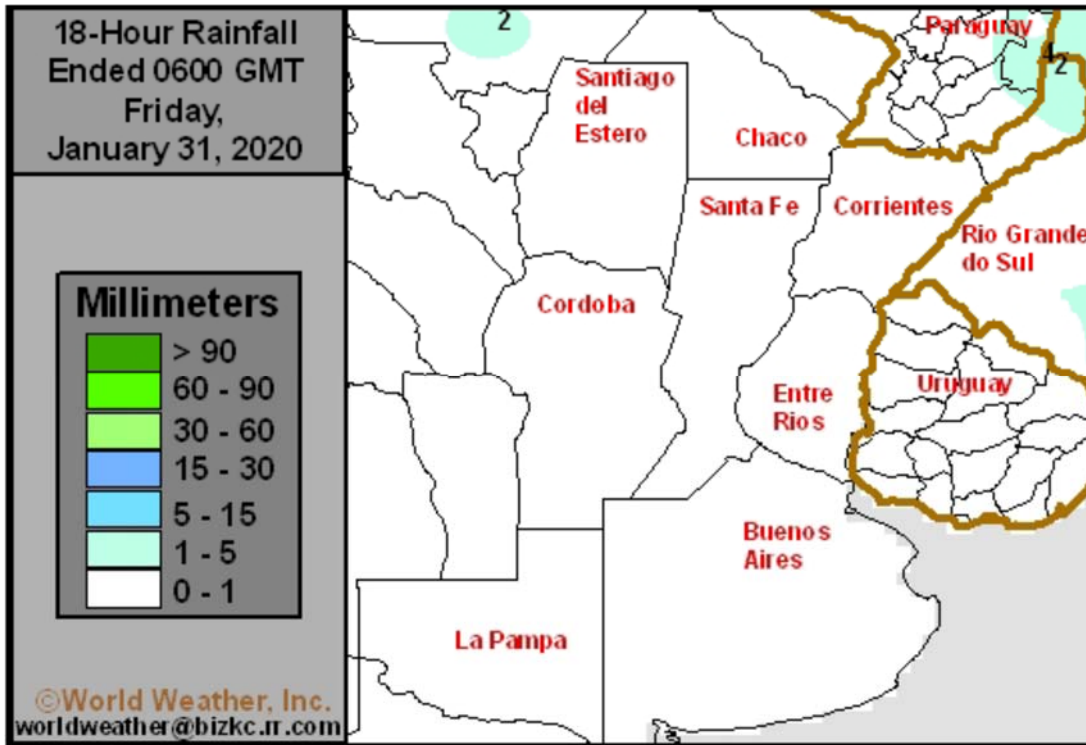 18-Hour Rainfall
Ended 0600 GMT
Friday,
January 31, 2020
Millimeters
> 90
60 - 90
30 - 60
15 - 30
5 - 15
1 - 5
0 - 1
©World Weather, Inc.
worldweather@bizkc.rr.com
2
Paraguay
4
2
Santiago
del
Estero
Chaco
Santa Fe
Corrientes
Rio Grande
do Sul
Cordoba
Entre
Rios
Uruguay
Buenos
Aires
La Pampa